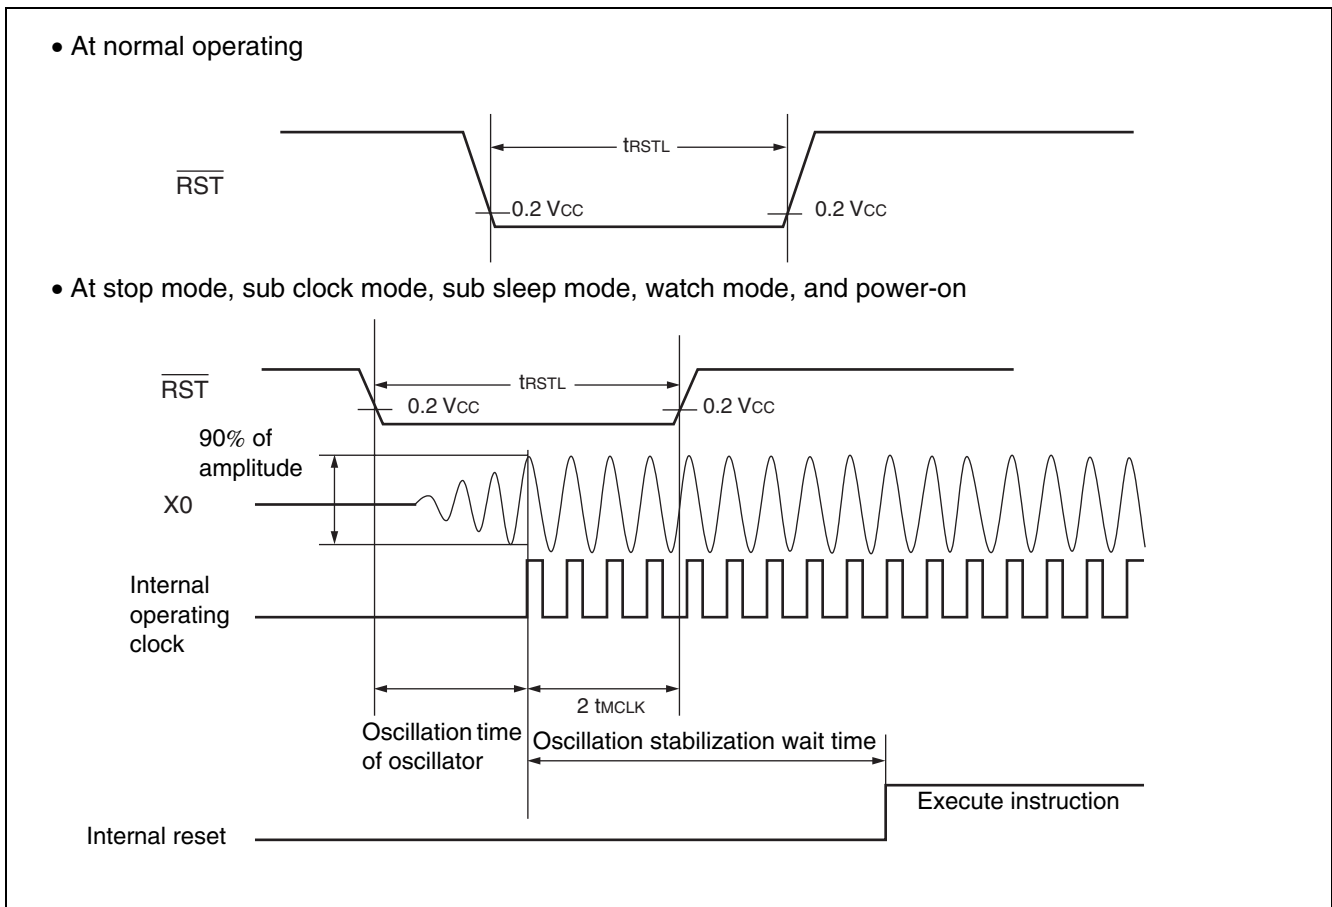 • At normal operating
tRSTL
RST
0.2 VCC
0.2 VCC
• At stop mode, sub clock mode, sub sleep mode, watch mode, and power-on
RST
tRSTL
0.2 VCC
0.2 VCC
90% of
amplitude
X0
Internal
operating
clock
2 tMCLK
Oscillation time
of oscillator
Oscillation stabilization wait time
Execute instruction
Internal reset